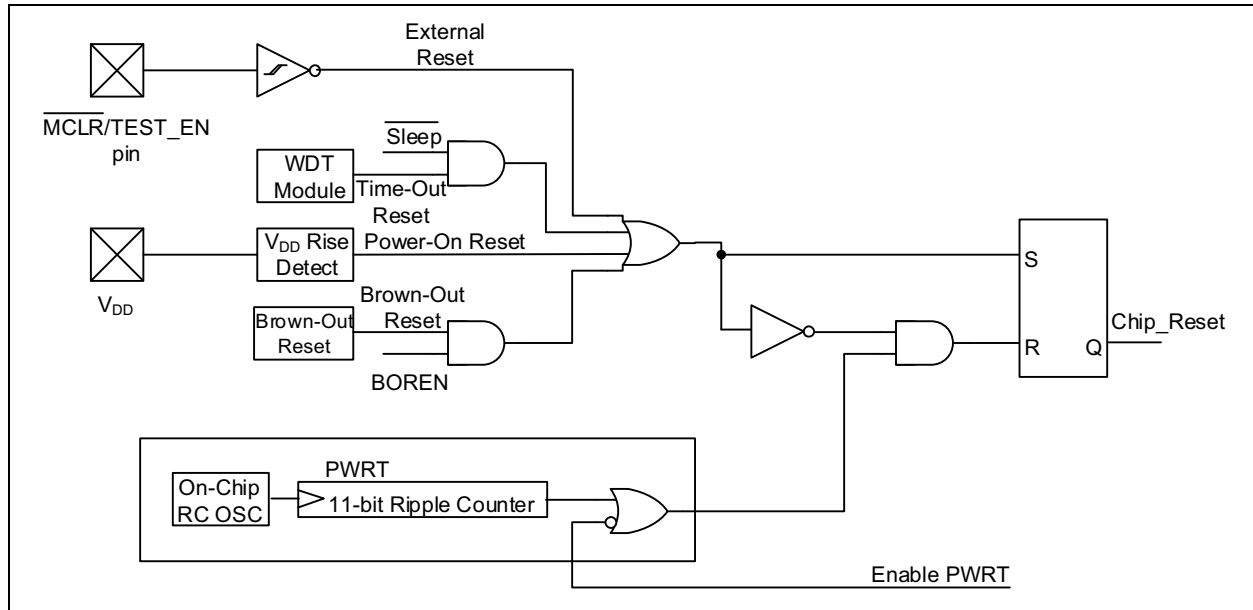 External
Reset
MCLR/TEST_EN
pin
Sleep
WDT
Module
Time-Out
Reset
VDD Rise
Detect
Power-On Reset
VDD
Brown-Out
Reset
Brown-Out
Reset
BOREN
S
R
Q
Chip_Reset
PWRT
On-Chip
RC OSC
11-bit Ripple Counter
Enable PWRT